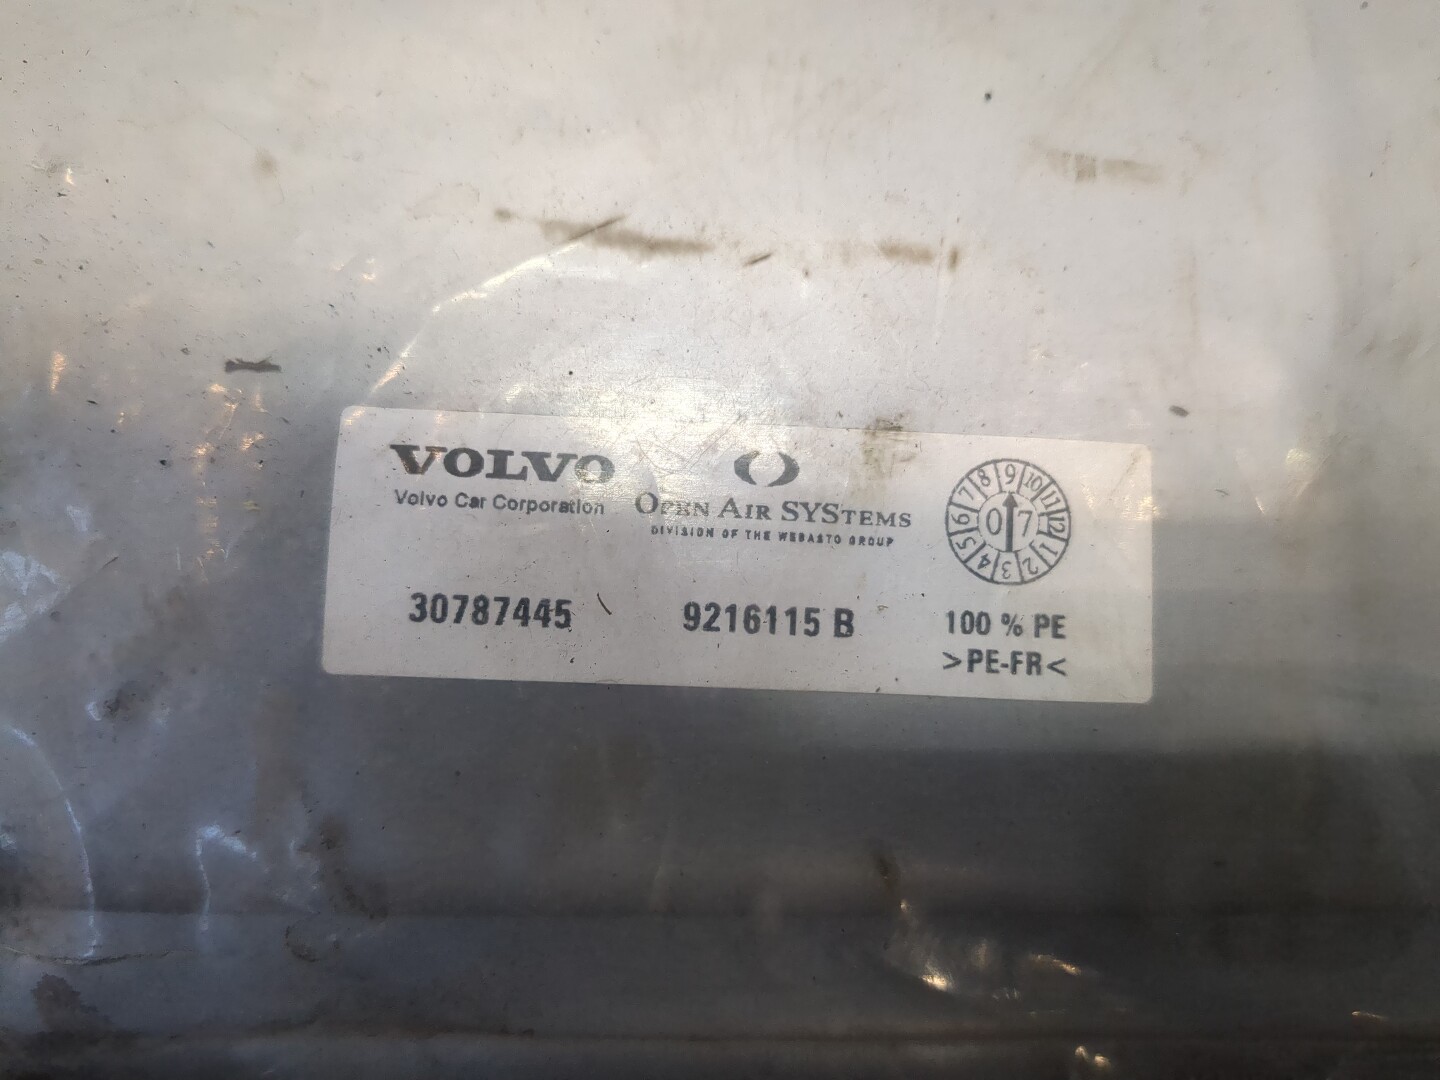 VOLVO
Volvo Car Corporation
OPEN AIR SYSTEMS
DIVISION OF THE WEBASTO GROUP
30787445
9216115 B
1 2 3 4 5 6 7 8 9 10 11 12
07
100 % PE
>PE-FR<